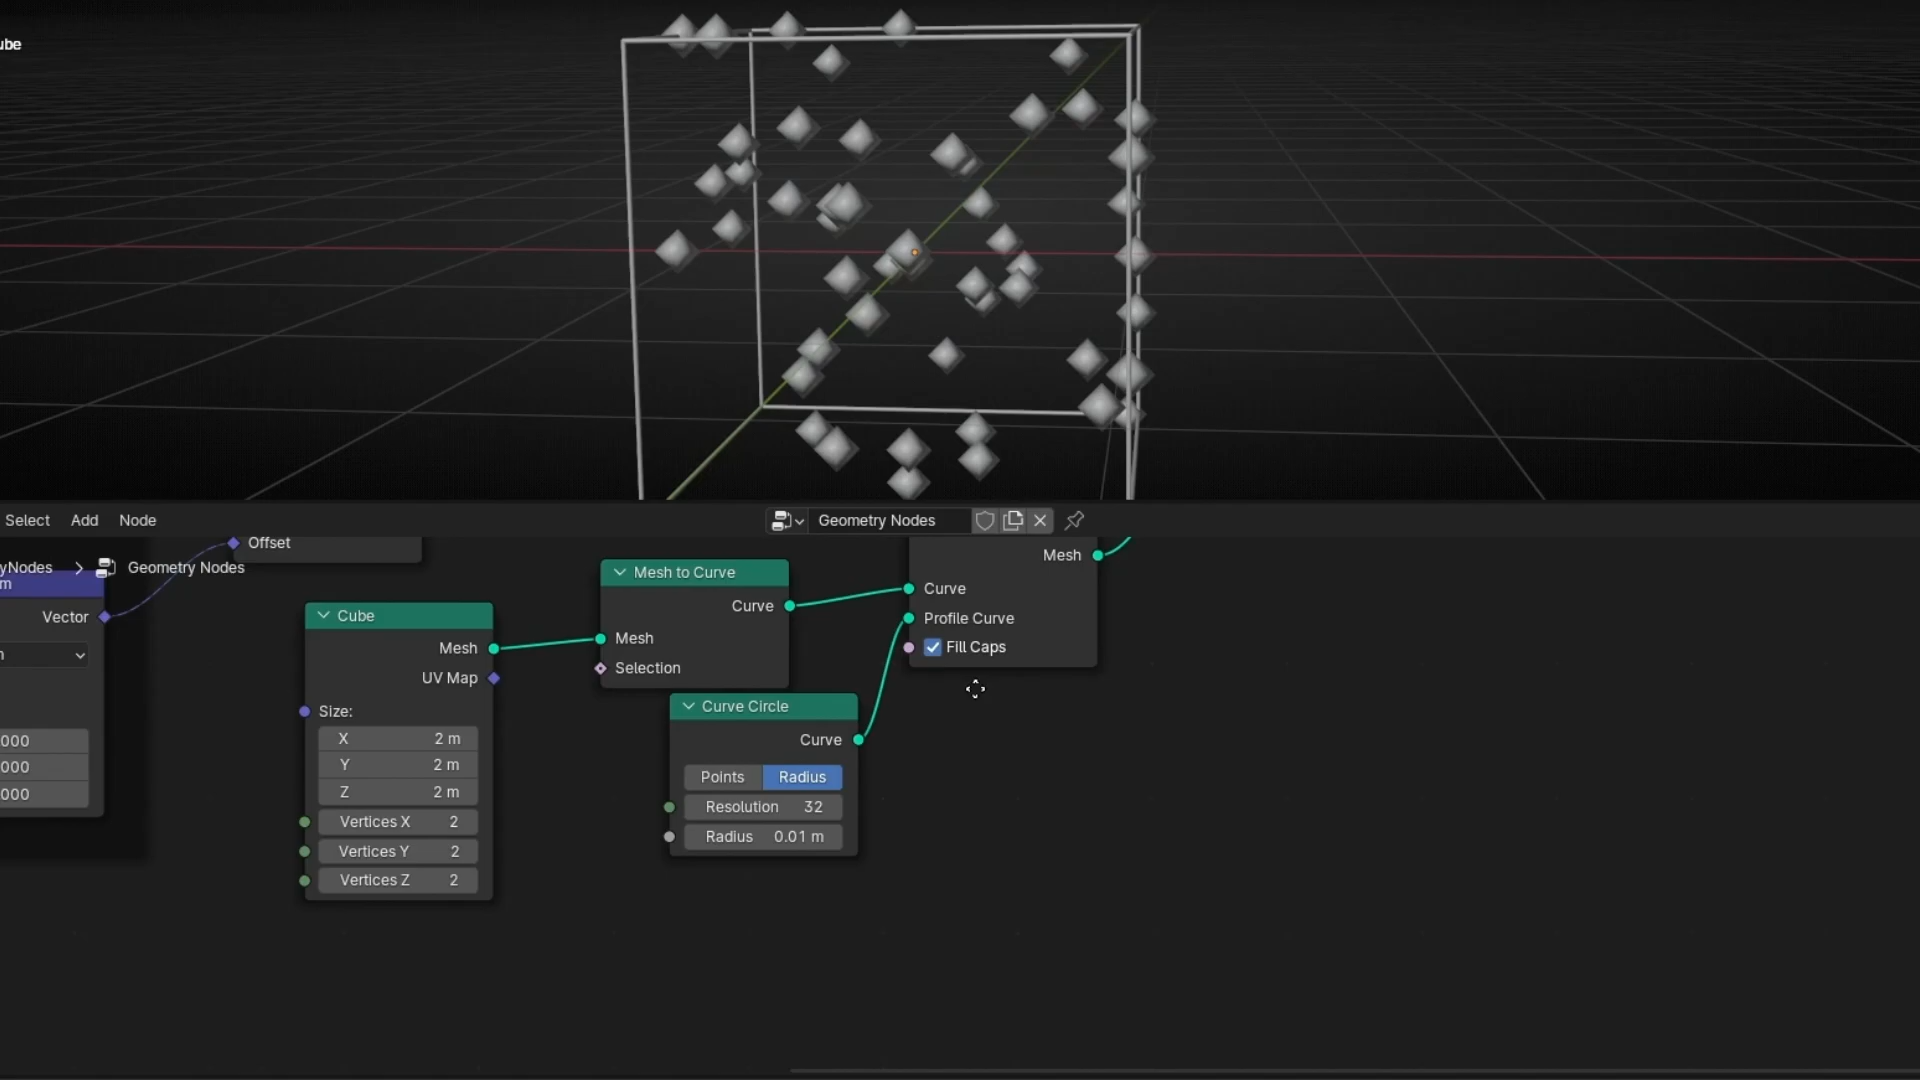 ube
Select Add Node
Geometry Nodes
Offset
yNodes > Geometry Nodes
m
Vector
n
000
000
000
Cube
Mesh
UV Map
Size:
X 2 m
Y 2 m
Z 2 m
Vertices X 2
Vertices Y 2
Vertices Z 2
Mesh to Curve
Curve
Mesh
Selection
Curve Circle
Curve
Points Radius
Resolution 32
Radius 0.01 m
Mesh
Curve
Profile Curve
Fill Caps